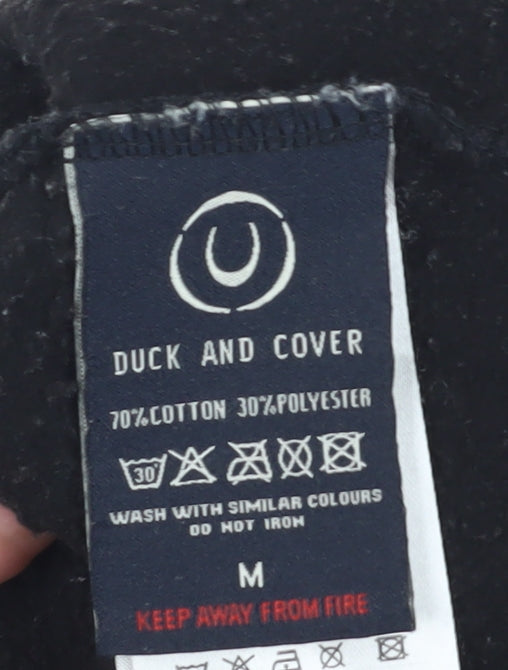 DUCK AND COVER
70%COTTON 30%POLYESTER
30°
WASH WITH SIMILAR COLOURS
DO NOT IRON
M
KEEP AWAY FROM FIRE